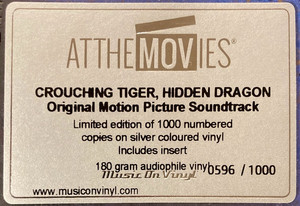 ATTHEMOVIES®
CROUCHING TIGER, HIDDEN DRAGON
Original Motion Picture Soundtrack
Limited edition of 1000 numbered
copies on silver coloured vinyl
Includes insert
180 gram audiophile vinyl
0596 / 1000
Music On Vinyl
www.musiconvinyl.com